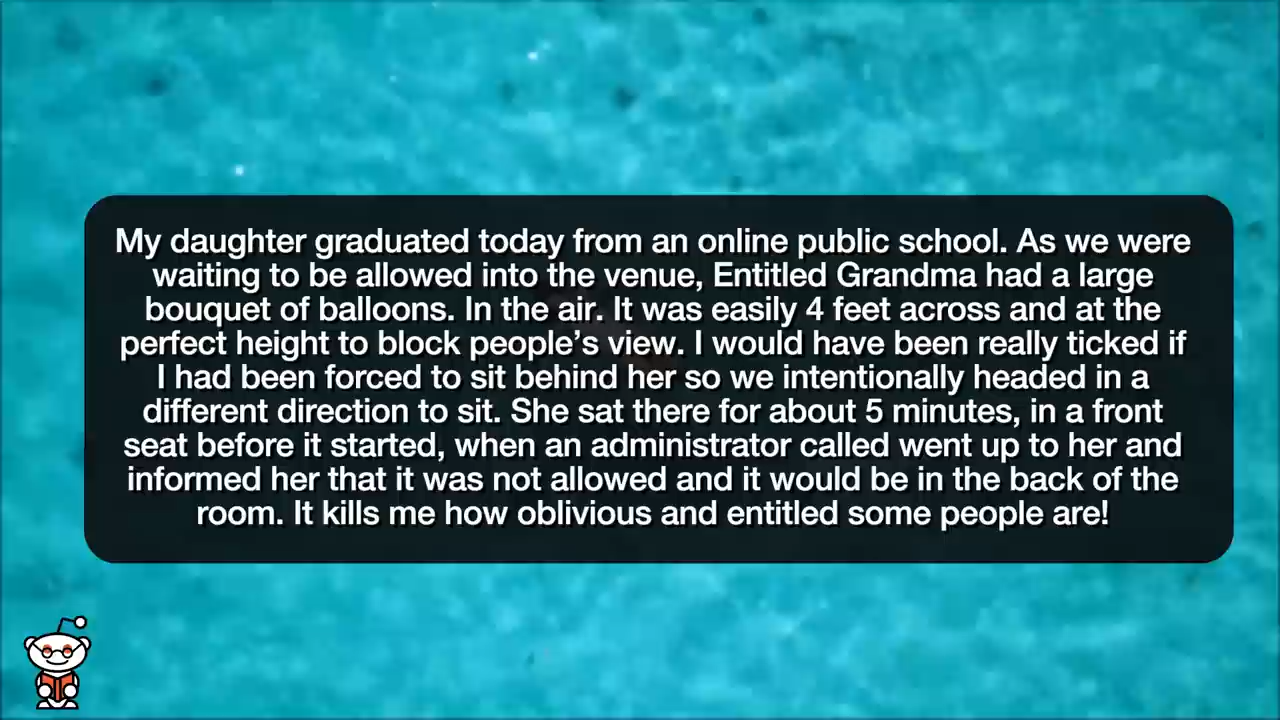 My daughter graduated today from an online public school. As we were
waiting to be allowed into the venue, Entitled Grandma had a large
bouquet of balloons. In the air. It was easily 4 feet across and at the
perfect height to block people’s view. I would have been really ticked if
I had been forced to sit behind her so we intentionally headed in a
different direction to sit. She sat there for about 5 minutes, in a front
seat before it started, when an administrator called went up to her and
informed her that it was not allowed and it would be in the back of the
room. It kills me how oblivious and entitled some people are!